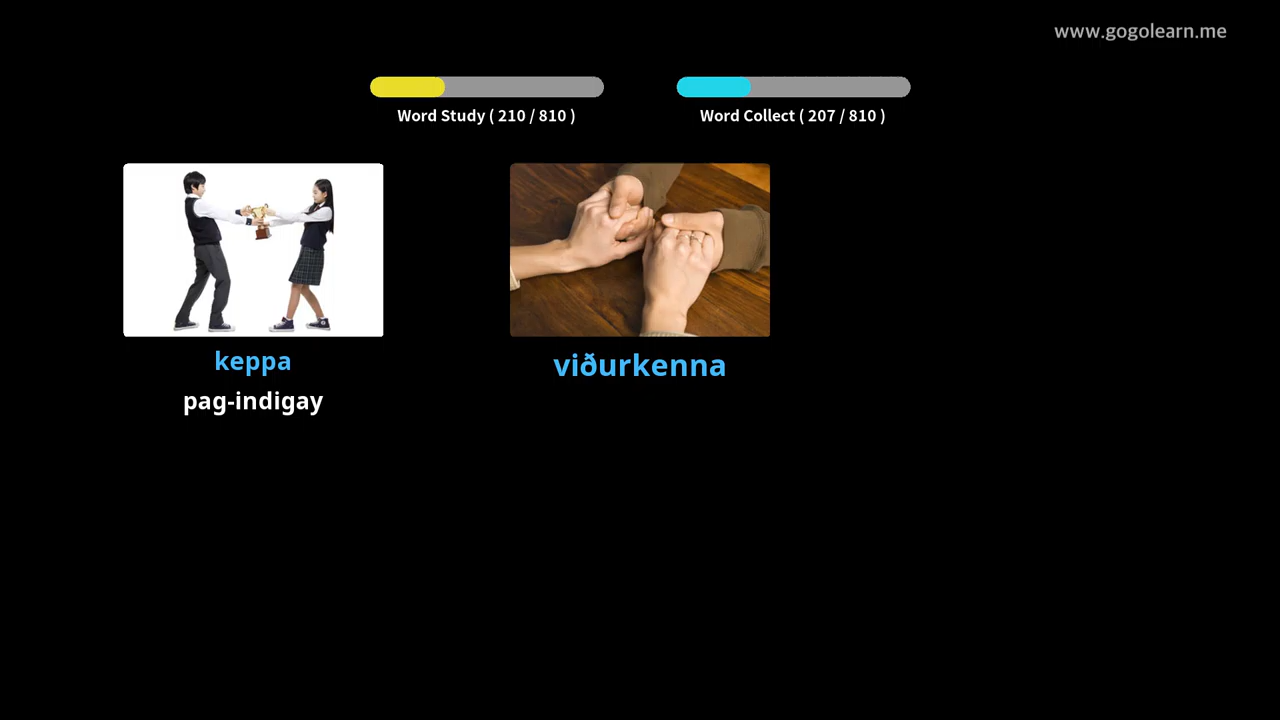 www.gogolearn.me
Word Study ( 210 / 810 )
Word Collect ( 207 / 810 )
keppa
pag-indigay
viðurkenna